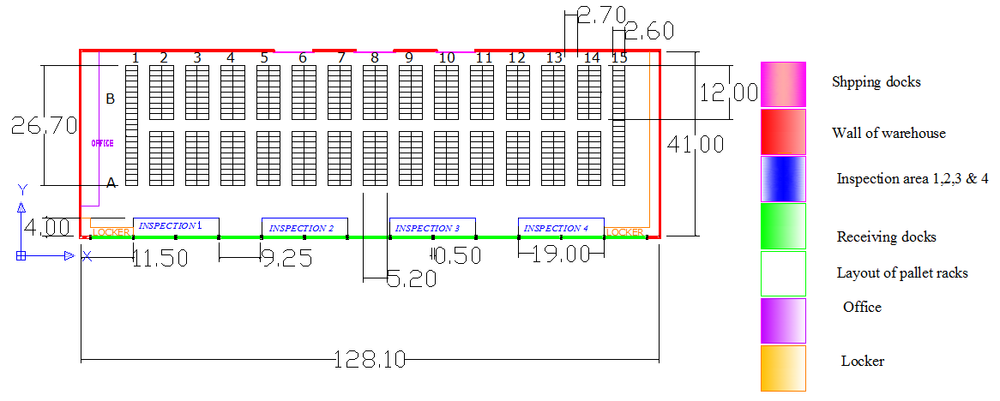 2.70
2.60
1 2 3 4 5 6 7 8 9 10 11 12 13 14 15
B
12.00
26.70
OFFICE
41.00
A
Y
4.00
LOCKER
INSPECTION 1
INSPECTION 2
INSPECTION 3
INSPECTION 4
LOCKER
X
11.50
9.25
0.50
19.00
5.20
128.10
Shpping docks
Wall of warehouse
Inspection area 1,2,3 & 4
Receiving docks
Layout of pallet racks
Office
Locker